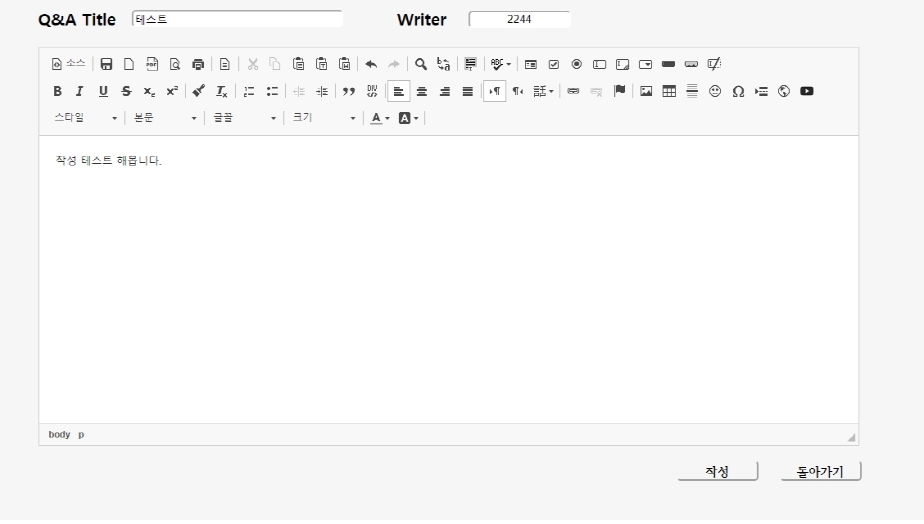 Q&A Title 테스트 Writer 2244
소스
스타일 본문 글꼴 크기
작성 테스트 해봅니다.
body p
작성 돌아가기